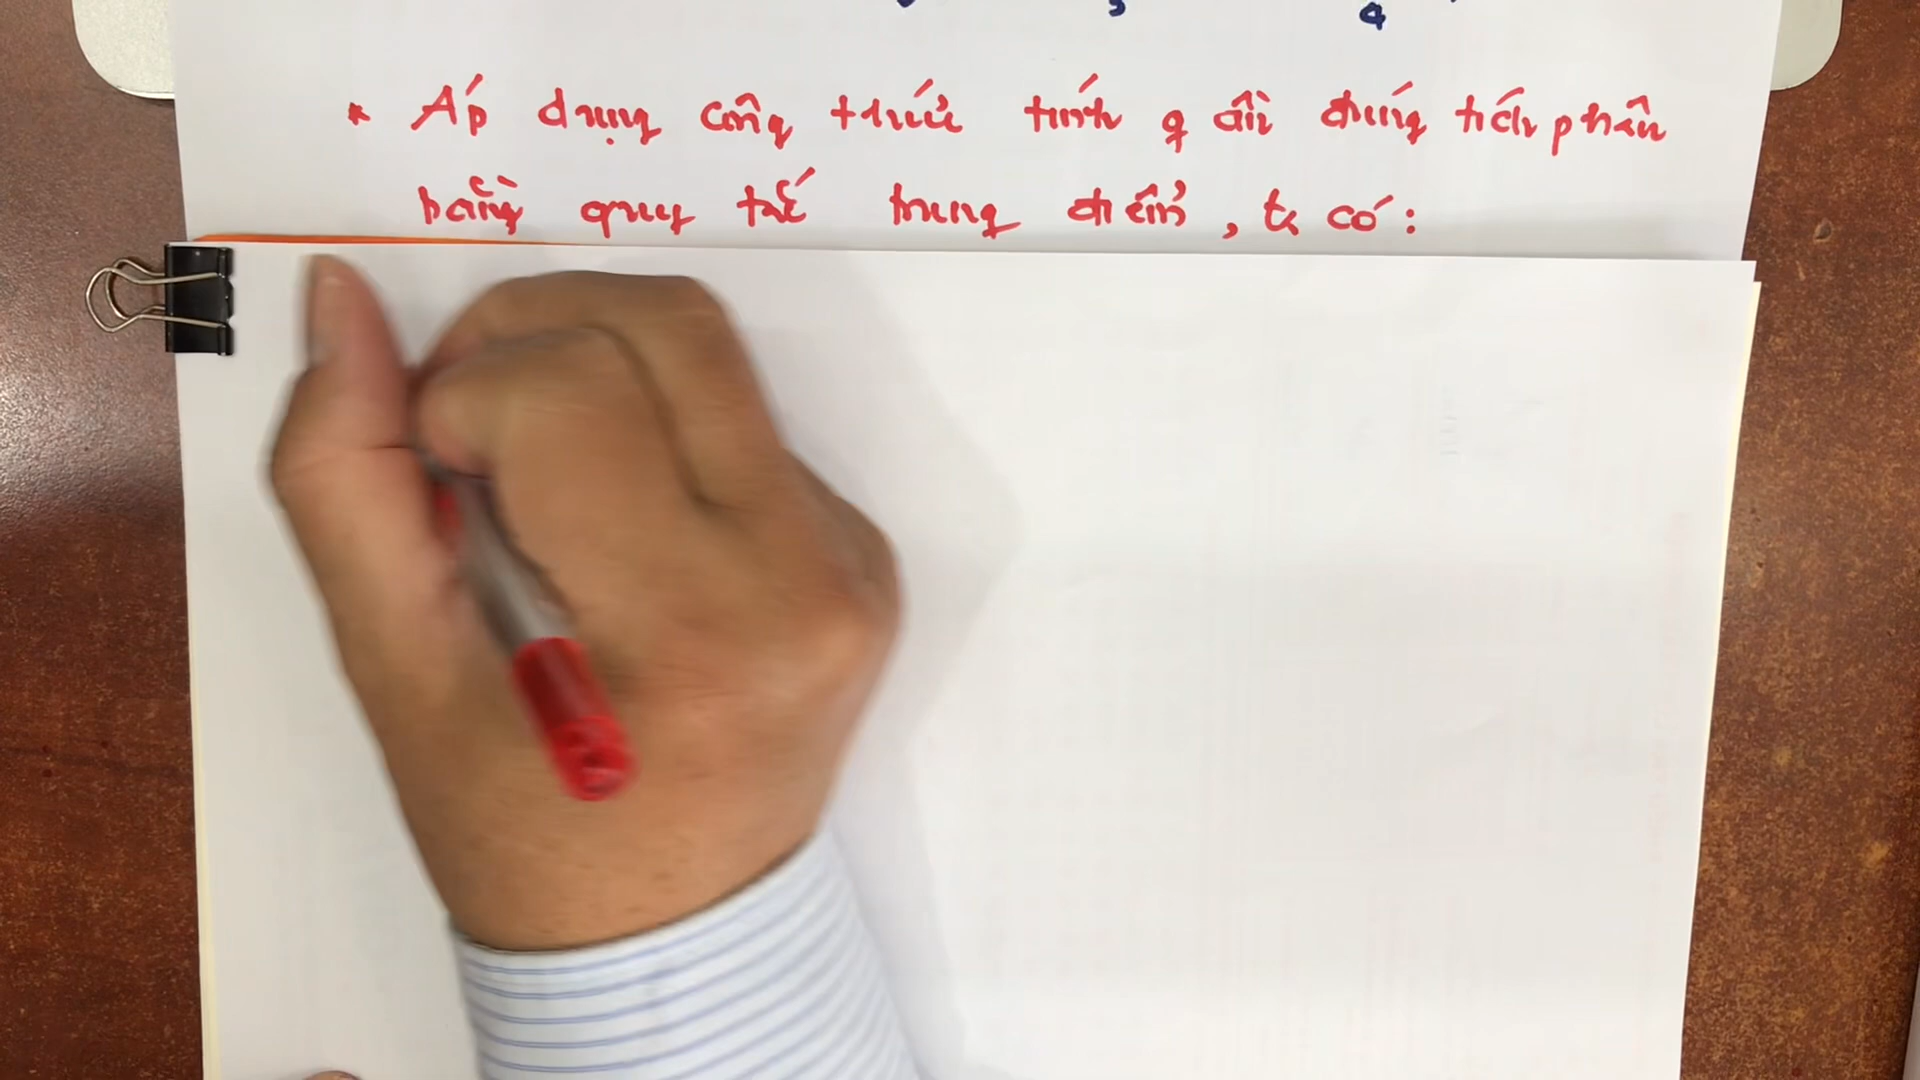 * Áp dụng công thức tính gần đúng tích phân
bằng quy tắc trung điểm, ta có: